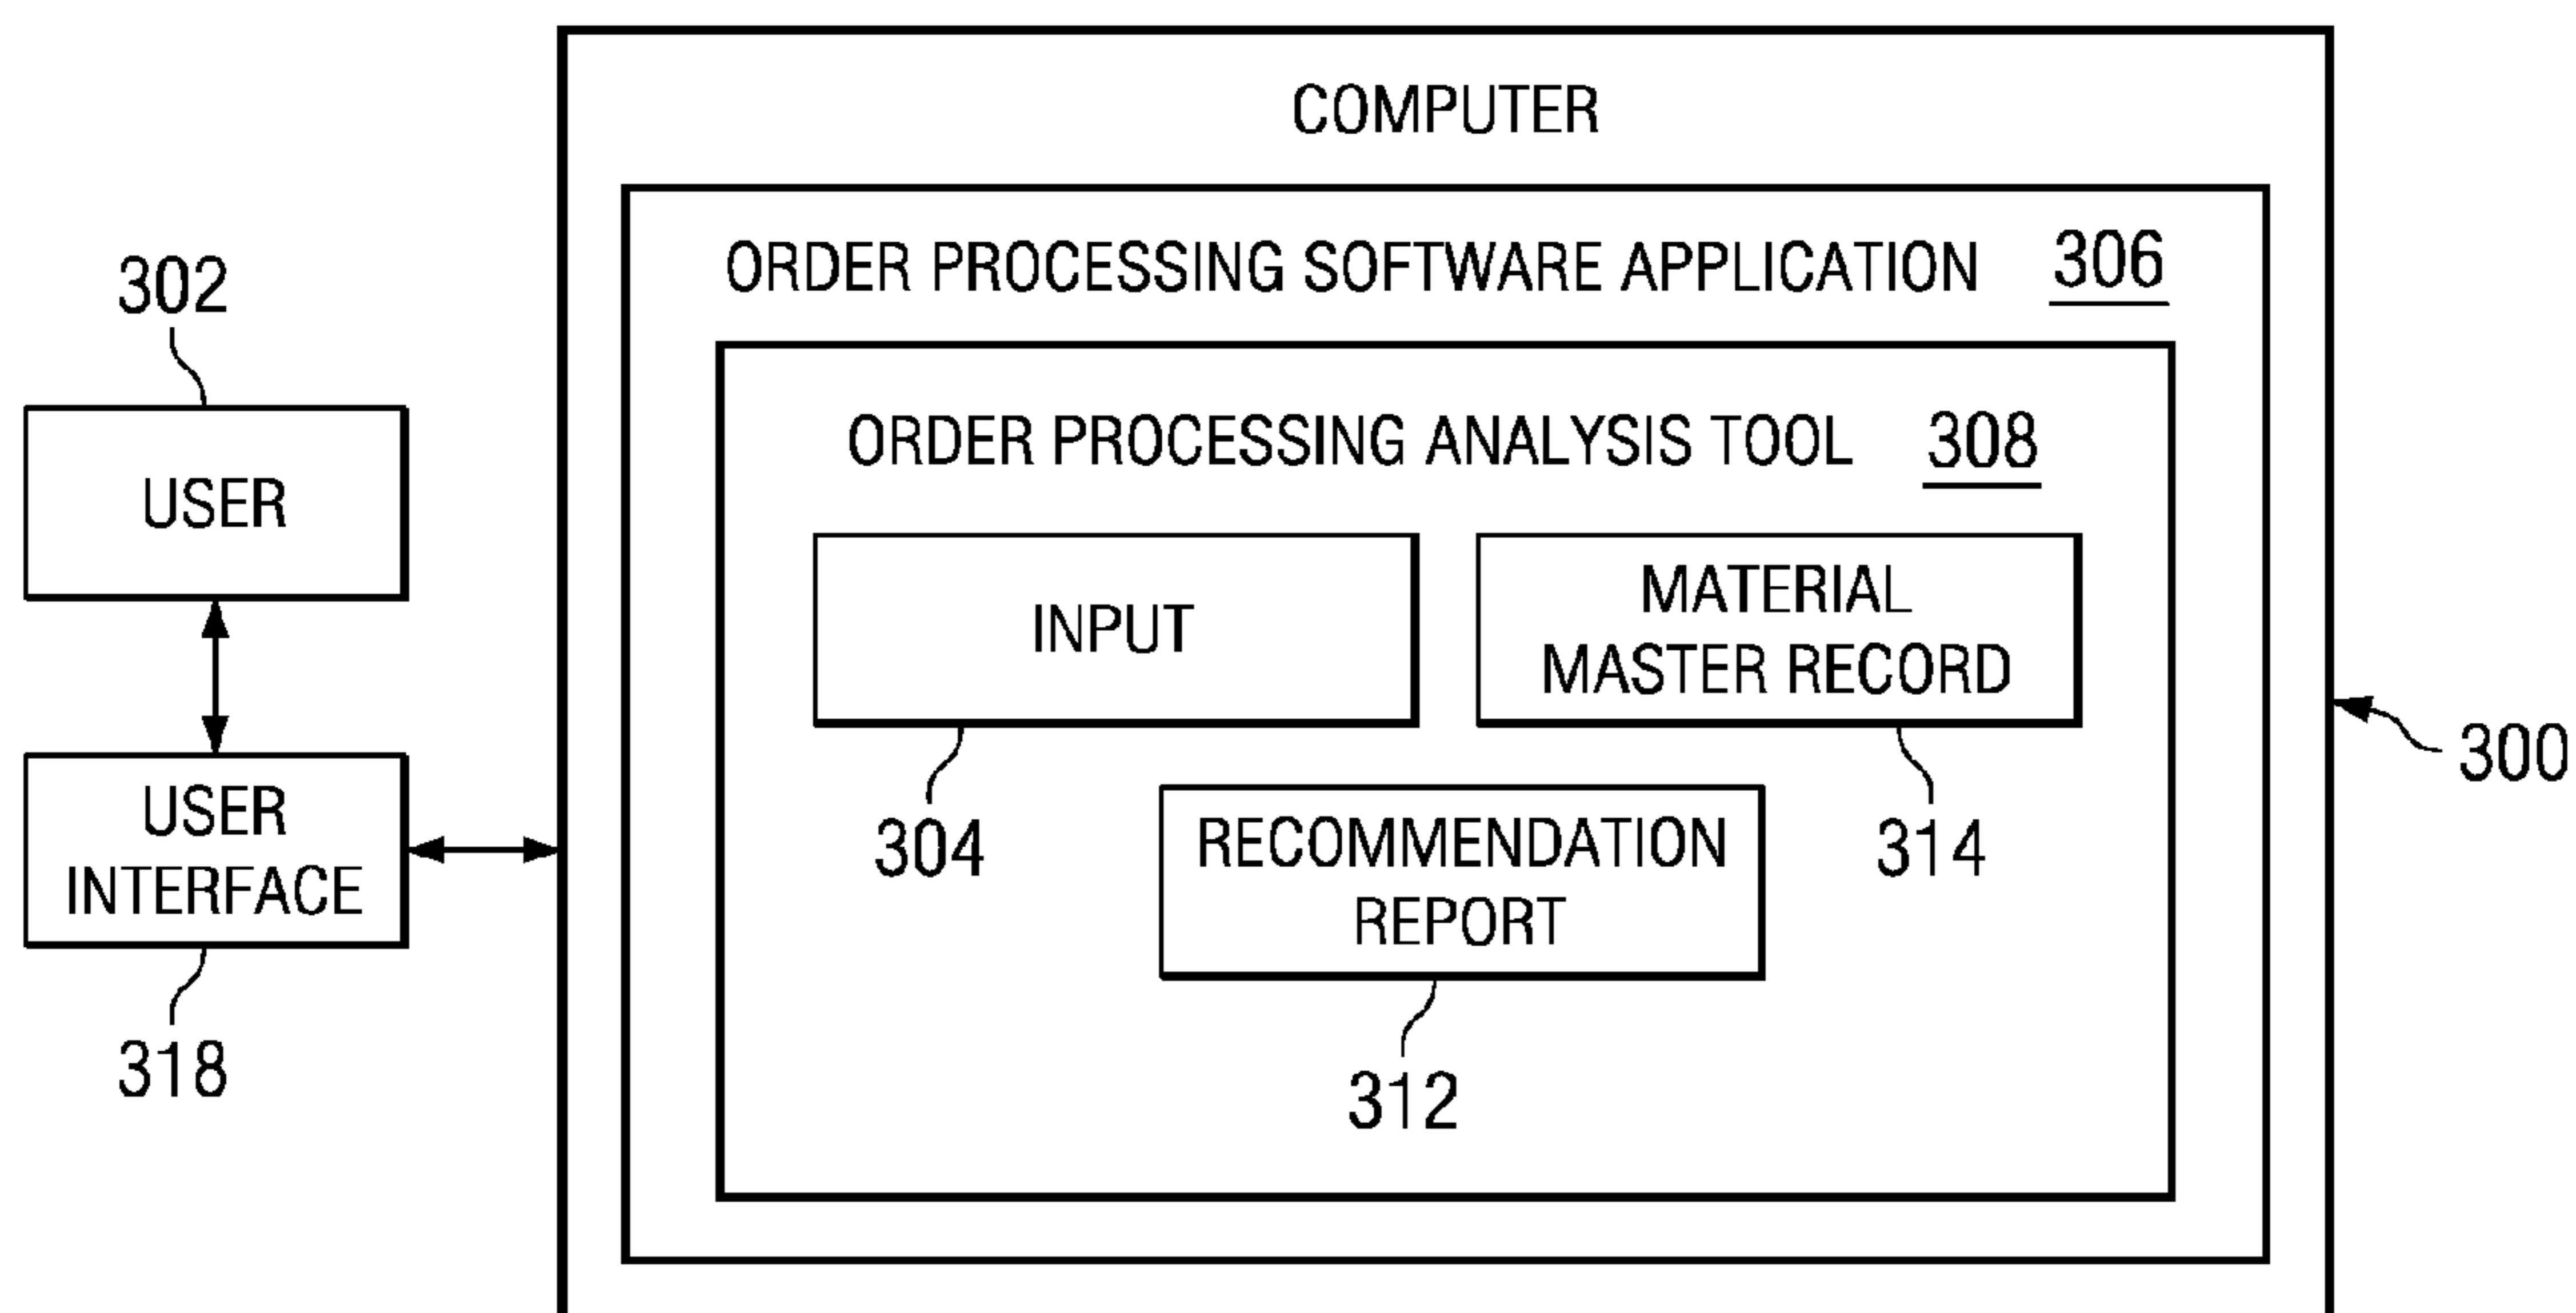 COMPUTER
ORDER PROCESSING SOFTWARE APPLICATION 306
302
ORDER PROCESSING ANALYSIS TOOL 308
USER
INPUT
MATERIAL
MASTER RECORD
300
USER
INTERFACE
304
RECOMMENDATION
REPORT
314
318
312